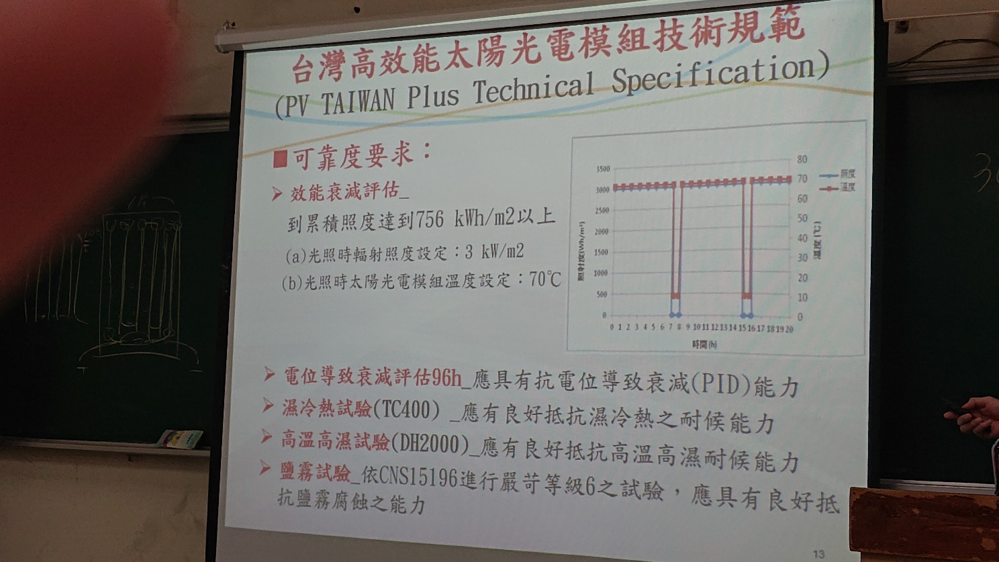 台灣高效能太陽光電模組技術規範
(PV TAIWAN Plus Technical Specification)
■可靠度要求：
➤ 效能衰減評估_
到累積照度達到756 kWh/m2以上
(a)光照時輻射照度設定：3 kW/m2
(b)光照時太陽光電模組溫度設定：70℃
3500
3000
2500
2000
1500
1000
500
0
80
70
60
50
40
30
20
10
0
照度
溫度
溫度(℃)
0 1 2 3 4 5 6 7 8 9 10 11 12 13 14 15 16 17 18 19 20
時間(h)
➤ 電位導致衰減評估96h_應具有抗電位導致衰減(PID)能力
➤ 濕冷熱試驗(TC400) _應有良好抵抗濕冷熱之耐候能力
➤ 高溫高濕試驗(DH2000)_應有良好抵抗高溫高濕耐候能力
➤ 鹽霧試驗_依CNS15196進行嚴苛等級6之試驗，應具有良好抵
抗鹽霧腐蝕之能力
13